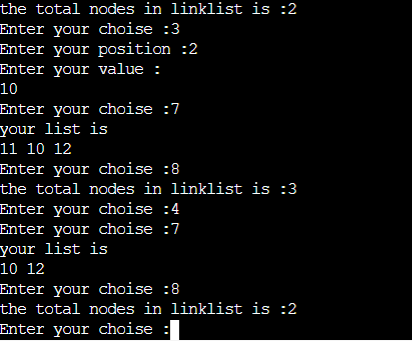 the total nodes in linklist is :2
Enter your choise :3
Enter your position :2
Enter your value :
10
Enter your choise :7
your list is
11 10 12
Enter your choise :8
the total nodes in linklist is :3
Enter your choise :4
Enter your choise :7
your list is
10 12
Enter your choise :8
the total nodes in linklist is :2
Enter your choise :